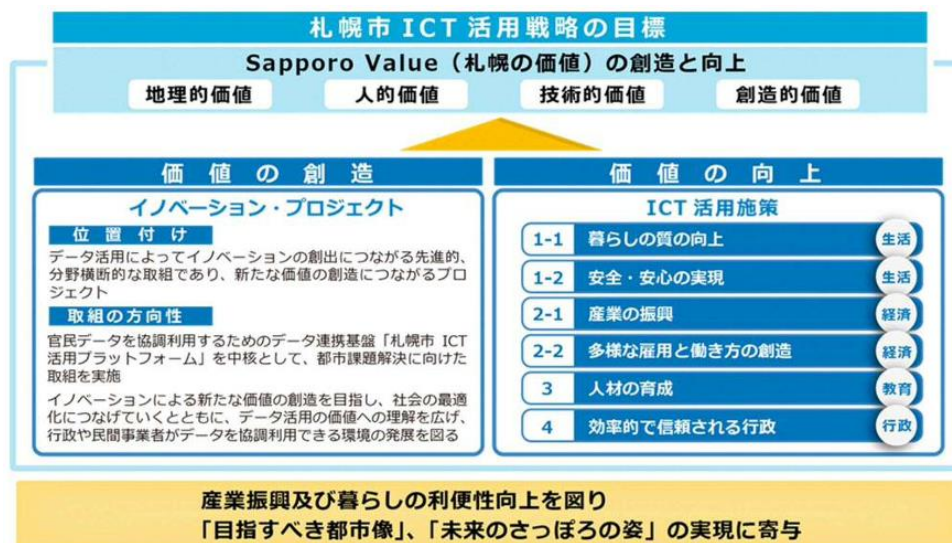 札幌市 ICT 活用戦略の目標
Sapporo Value（札幌の価値）の創造と向上
地理的価値
人的価値
技術的価値
創造的価値
価値の創造
イノベーション・プロジェクト
位置付け
データ活用によってイノベーションの創出につながる先進的、
分野横断的な取組であり、新たな価値の創造につながるプロ
ジェクト
取組の方向性
官民データを協調利用するためのデータ連携基盤「札幌市 ICT
活用プラットフォーム」を中核として、都市課題解決に向けた
取組を実施
イノベーションによる新たな価値の創造を目指し、社会の最適
化につなげていくとともに、データ活用の価値への理解を広げ、
行政や民間事業者がデータを協調利用できる環境の発展を図る
価値の向上
ICT 活用施策
1-1 暮らしの質の向上 生活
1-2 安全・安心の実現 生活
2-1 産業の振興 経済
2-2 多様な雇用と働き方の創造 経済
3 人材の育成 教育
4 効率的で信頼される行政 行政
産業振興及び暮らしの利便性向上を図り
「目指すべき都市像」、「未来のさっぽろの姿」の実現に寄与